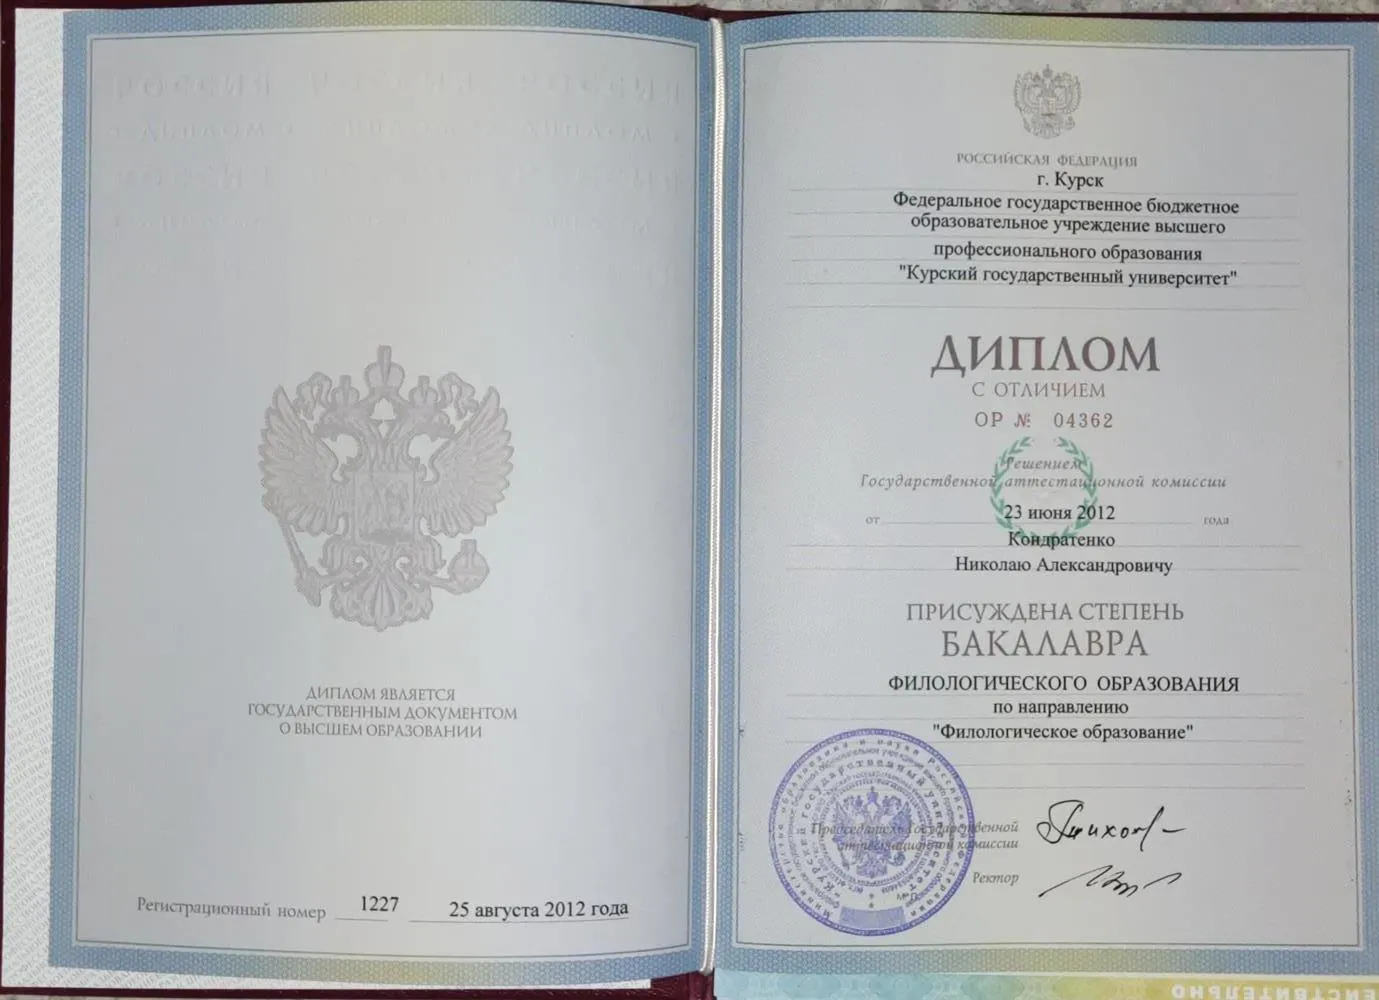 ДИПЛОМ ЯВЛЯЕТСЯ
ГОСУДАРСТВЕННЫМ ДОКУМЕНТОМ
О ВЫСШЕМ ОБРАЗОВАНИИ
Регистрационный номер 1227 25 августа 2012 года
РОССИЙСКАЯ ФЕДЕРАЦИЯ
г. Курск
Федеральное государственное бюджетное
образовательное учреждение высшего
профессионального образования
"Курский государственный университет"
ДИПЛОМ
С ОТЛИЧИЕМ
ОР № 04362
Решением
Государственной аттестационной комиссии
от 23 июня 2012 года
Кондратенко
Николаю Александровичу
ПРИСУЖДЕНА СТЕПЕНЬ
БАКАЛАВРА
ФИЛОЛОГИЧЕСКОГО ОБРАЗОВАНИЯ
по направлению
"Филологическое образование"
Председатель Государственной
аттестационной комиссии
Ректор
М.П.